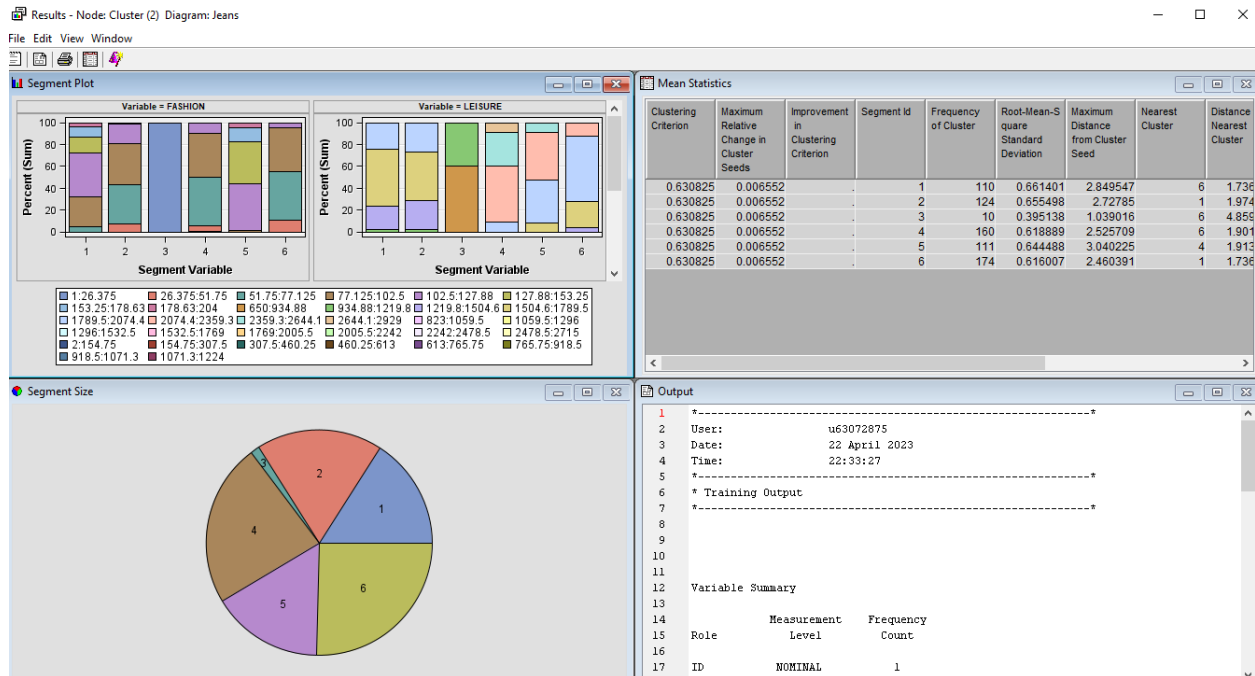 Results - Node: Cluster (2) Diagram: Jeans
File Edit View Window
Segment Plot
Variable = FASHION
Variable = LEISURE
Percent (Sum)
100
80
60
40
20
0
1 2 3 4 5 6
Segment Variable
Percent (Sum)
100
80
60
40
20
0
1 2 3 4 5 6
Segment Variable
1:26.375 26.375:51.75 51.75:77.125 77.125:102.5 102.5:127.88 127.88:153.25
153.25:178.63 178.63:204 650:934.88 934.88:1219.8 1219.8:1504.6 1504.6:1789.5
1789.5:2074.4 2074.4:2359.3 2359.3:2644.1 2644.1:2929 823:1059.5 1059.5:1296
1296:1532.5 1532.5:1769 1769:2005.5 2005.5:2242 2242:2478.5 2478.5:2715
2:154.75 154.75:307.5 307.5:460.25 460.25:613 613:765.75 765.75:918.5
918.5:1071.3 1071.3:1224
Mean Statistics
Clustering Criterion
Maximum Relative Change in Cluster Seeds
Improvement in Clustering Criterion
Segment Id
Frequency of Cluster
Root-Mean-Square Standard Deviation
Maximum Distance from Cluster Seed
Nearest Cluster
Distance Nearest Cluster
0.630825 0.006552 . 1 110 0.661401 2.849547 6 1.736
0.630825 0.006552 . 2 124 0.655498 2.72785 1 1.974
0.630825 0.006552 . 3 10 0.395138 1.039016 6 4.859
0.630825 0.006552 . 4 160 0.618889 2.525709 6 1.901
0.630825 0.006552 . 5 111 0.644488 3.040225 4 1.913
0.630825 0.006552 . 6 174 0.616007 2.460391 1 1.736
Segment Size
1
2
3
4
5
6
Output
1 *------------------------------------------------------------*
2 User: u63072875
3 Date: 22 April 2023
4 Time: 22:33:27
5 *------------------------------------------------------------*
6 * Training Output
7 *------------------------------------------------------------*
8
9
10
11
12 Variable Summary
13
14 Measurement Frequency
15 Role Level Count
16
17 ID NOMINAL 1